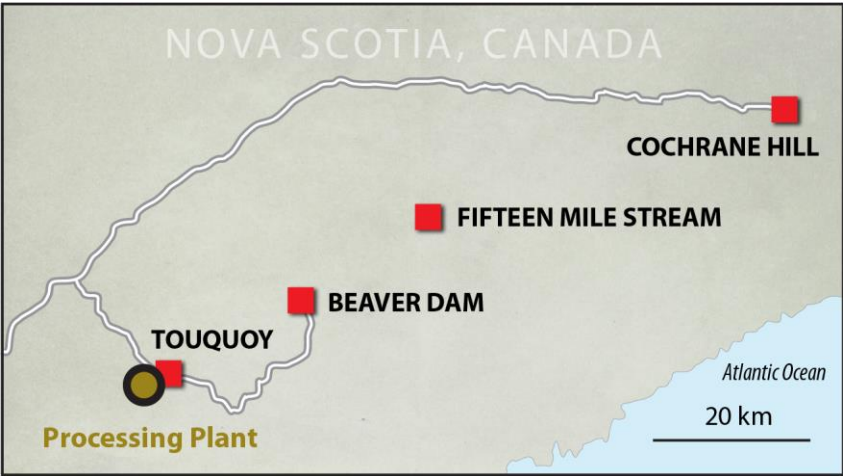 NOVA SCOTIA, CANADA
COCHRANE HILL
FIFTEEN MILE STREAM
BEAVER DAM
TOUQUOY
Processing Plant
Atlantic Ocean
20 km